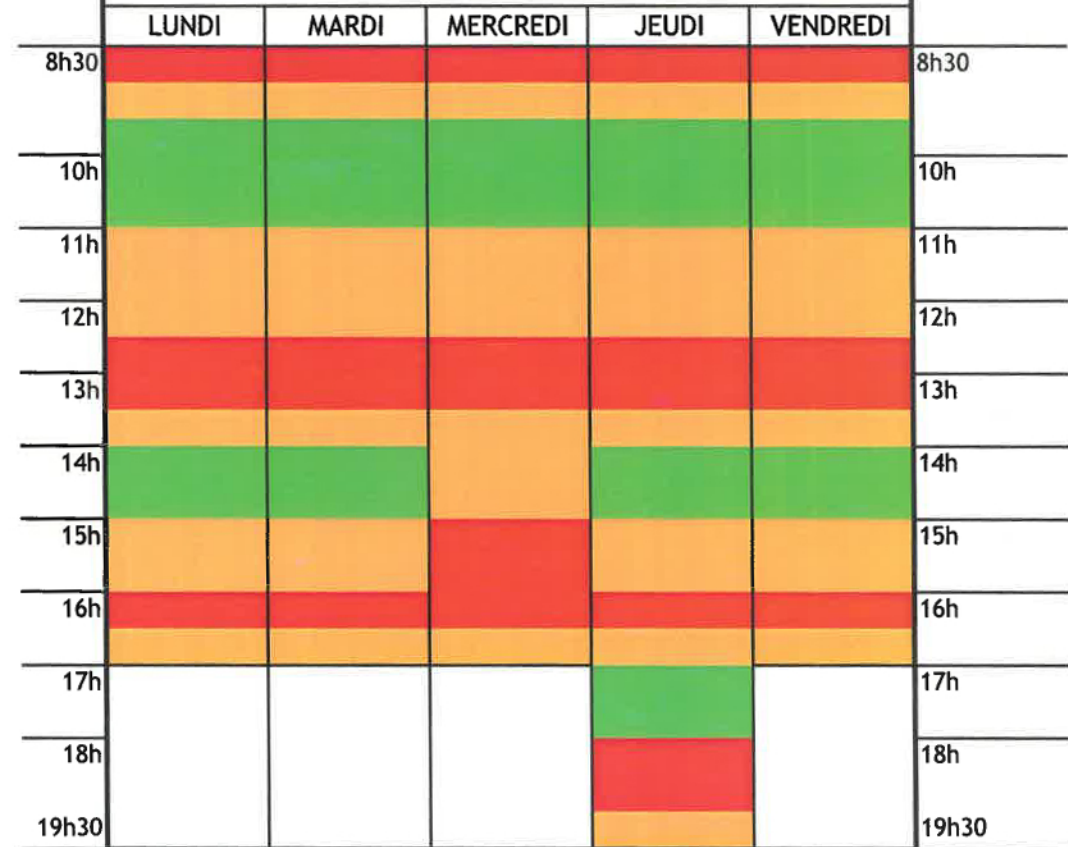 LUNDI MARDI MERCREDI JEUDI VENDREDI
8h30 8h30
10h 10h
11h 11h
12h 12h
13h 13h
14h 14h
15h 15h
16h 16h
17h 17h
18h 18h
19h30 19h30